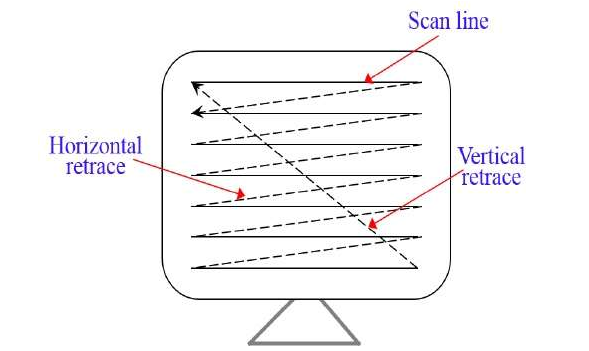 Scan line
Horizontal
retrace
Vertical
retrace